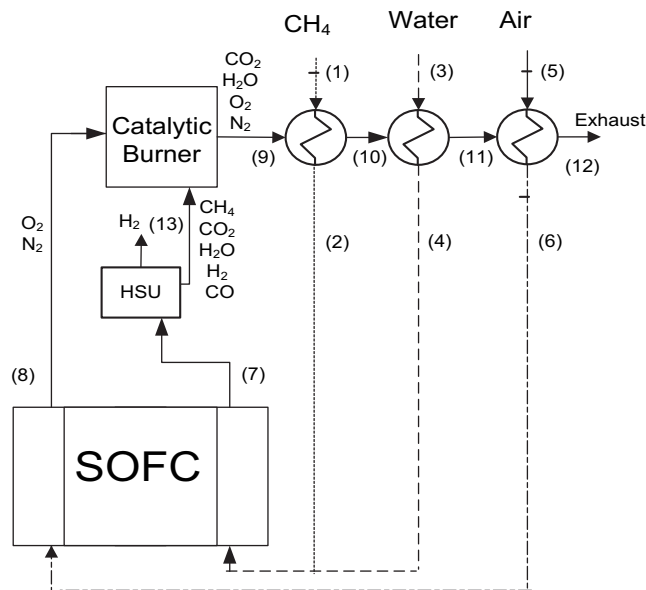 CH₄
Water
Air
CO₂
H₂O
O₂
N₂
(1)
(3)
(5)
Catalytic
Burner
Exhaust
(9)
(10)
(11)
(12)
O₂
N₂
H₂
(13)
CH₄
CO₂
H₂O
H₂
CO
(2)
(4)
(6)
HSU
(8)
(7)
SOFC